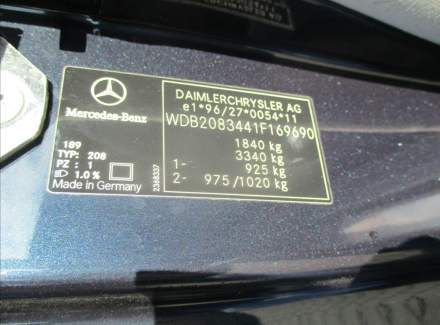 Mercedes-Benz
DAIMLERCHRYSLER AG
e1*96/27*0054*11
WDB2083441F169690
1840 kg
3340 kg
1- 925 kg
2- 975/1020 kg
189
TYP: 208
PZ : 1
1.0 %
Made in Germany
2368337